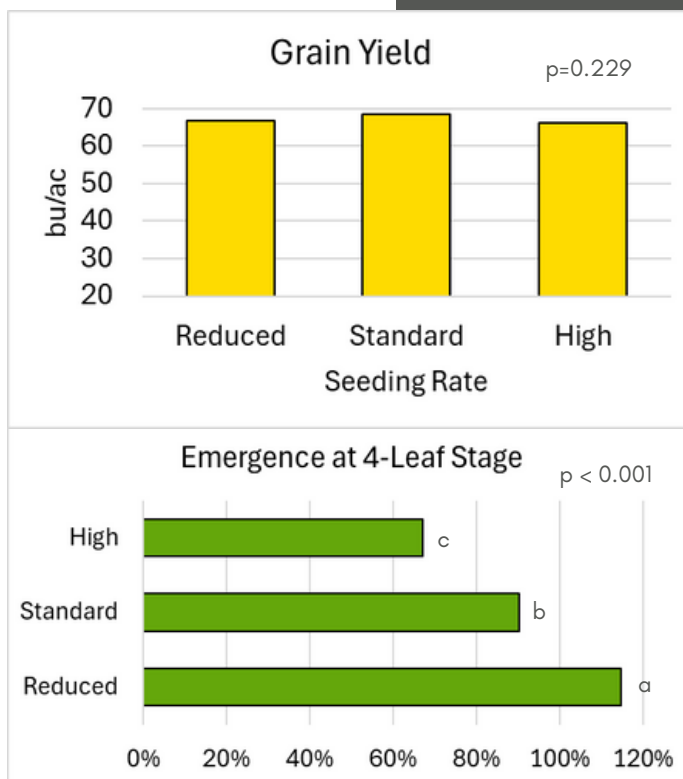 Grain Yield
p=0.229
bu/ac
70
60
50
40
30
20
Reduced Standard High
Seeding Rate
Emergence at 4-Leaf Stage
p < 0.001
High c
Standard b
Reduced a
0% 20% 40% 60% 80% 100% 120%